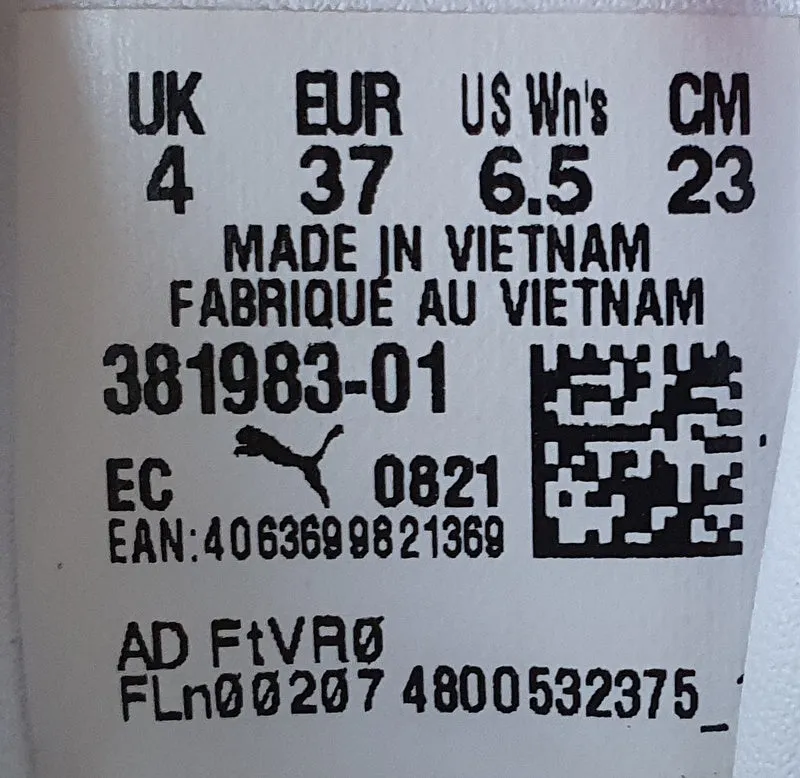 UK EUR US Wn's CM
4 37 6.5 23
MADE IN VIETNAM
FABRIQUÉ AU VIETNAM
381983-01
EC 0821
EAN:4063699821369
AD FtVR0
FLn00207 4800532375_